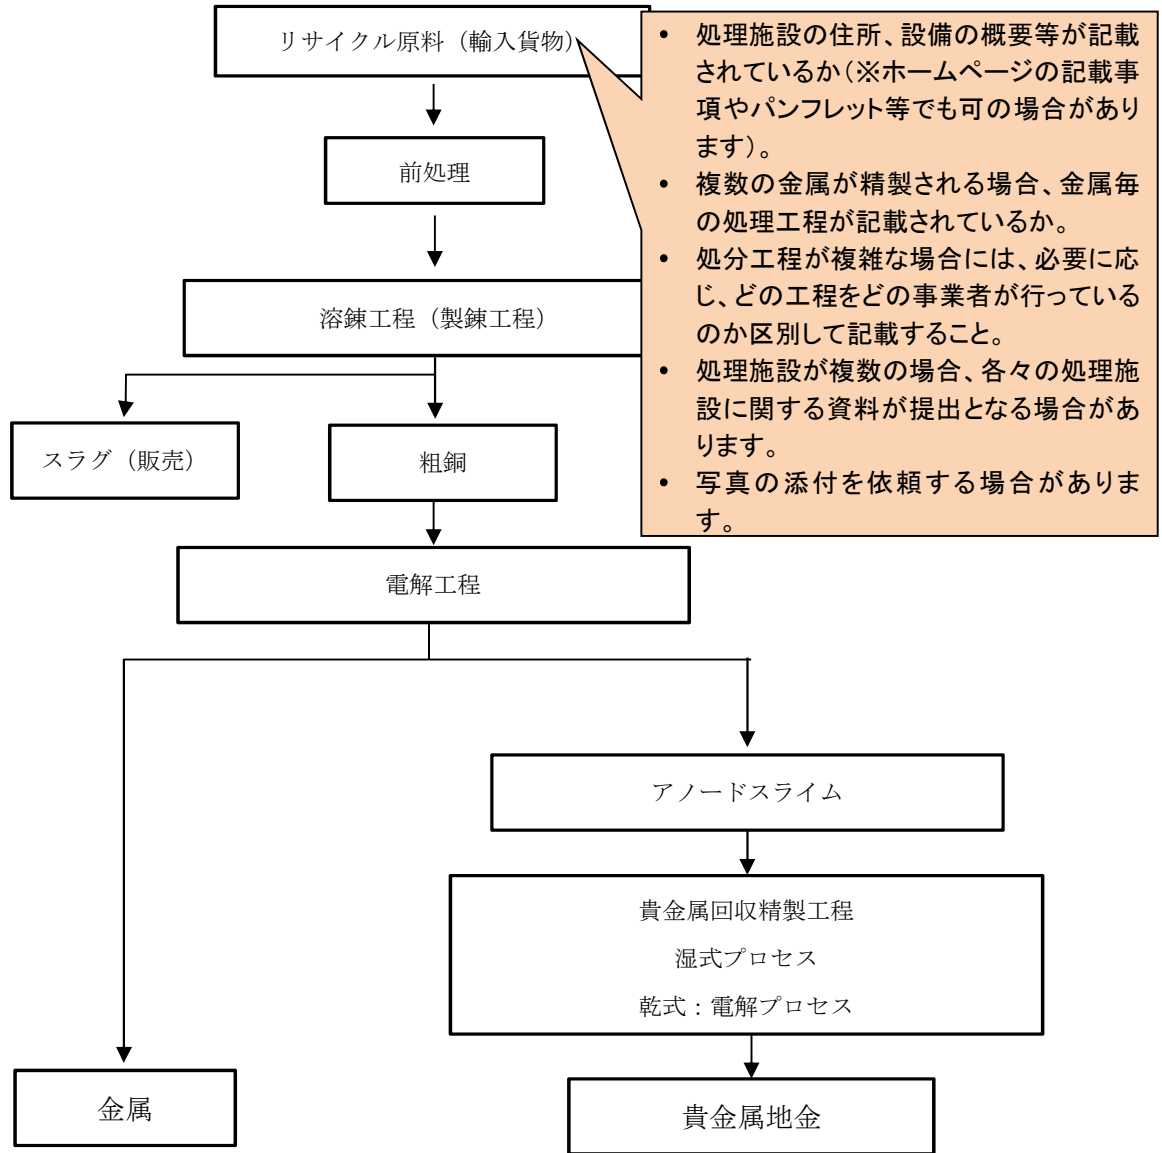 リサイクル原料（輸入貨物）
• 処理施設の住所、設備の概要等が記載
されているか（※ホームページの記載事
項やパンフレット等でも可の場合があり
ます）。
• 複数の金属が精製される場合、金属毎
の処理工程が記載されているか。
• 処分工程が複雑な場合には、必要に応
じ、どの工程をどの事業者が行っている
のか区別して記載すること。
• 処理施設が複数の場合、各々の処理施
設に関する資料が提出となる場合があ
ります。
• 写真の添付を依頼する場合がありま
す。
前処理
溶錬工程（製錬工程）
スラグ（販売）
粗銅
電解工程
アノードスライム
貴金属回収精製工程
湿式プロセス
乾式：電解プロセス
金属
貴金属地金